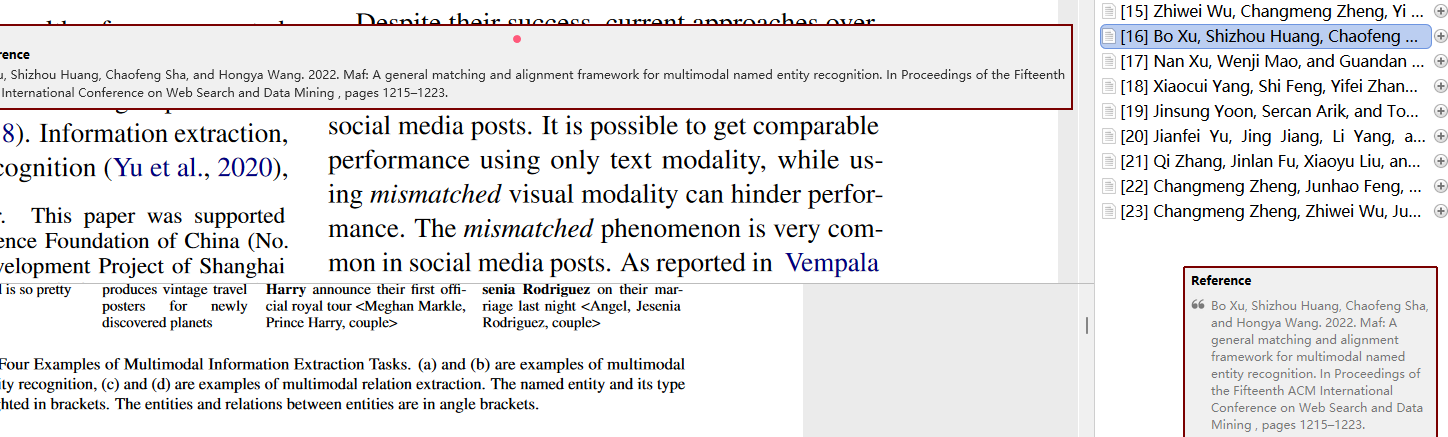 Despite their success, current approaches over
rence
u, Shizhou Huang, Chaofeng Sha, and Hongya Wang. 2022. Maf: A general matching and alignment framework for multimodal named entity recognition. In Proceedings of the Fifteenth
International Conference on Web Search and Data Mining , pages 1215–1223.
8). Information extraction,
cognition (Yu et al., 2020),
r. This paper was supported
ence Foundation of China (No.
velopment Project of Shanghai
social media posts. It is possible to get comparable
performance using only text modality, while us-
ing mismatched visual modality can hinder perfor-
mance. The mismatched phenomenon is very com-
mon in social media posts. As reported in Vempala
l is so pretty
produces vintage travel
posters for newly
discovered planets
Harry announce their first offi-
cial royal tour <Meghan Markle,
Prince Harry, couple>
senia Rodriguez on their mar-
riage last night <Angel, Jesenia
Rodriguez, couple>
Four Examples of Multimodal Information Extraction Tasks. (a) and (b) are examples of multimodal
ity recognition, (c) and (d) are examples of multimodal relation extraction. The named entity and its type
ghted in brackets. The entities and relations between entities are in angle brackets.
[15] Zhiwei Wu, Changmeng Zheng, Yi ...
[16] Bo Xu, Shizhou Huang, Chaofeng ...
[17] Nan Xu, Wenji Mao, and Guandan ...
[18] Xiaocui Yang, Shi Feng, Yifei Zhan...
[19] Jinsung Yoon, Sercan Arik, and To...
[20] Jianfei Yu, Jing Jiang, Li Yang, a...
[21] Qi Zhang, Jinlan Fu, Xiaoyu Liu, an...
[22] Changmeng Zheng, Junhao Feng, ...
[23] Changmeng Zheng, Zhiwei Wu, Ju...
Reference
Bo Xu, Shizhou Huang, Chaofeng Sha,
and Hongya Wang. 2022. Maf: A
general matching and alignment
framework for multimodal named
entity recognition. In Proceedings of
the Fifteenth ACM International
Conference on Web Search and Data
Mining , pages 1215–1223.